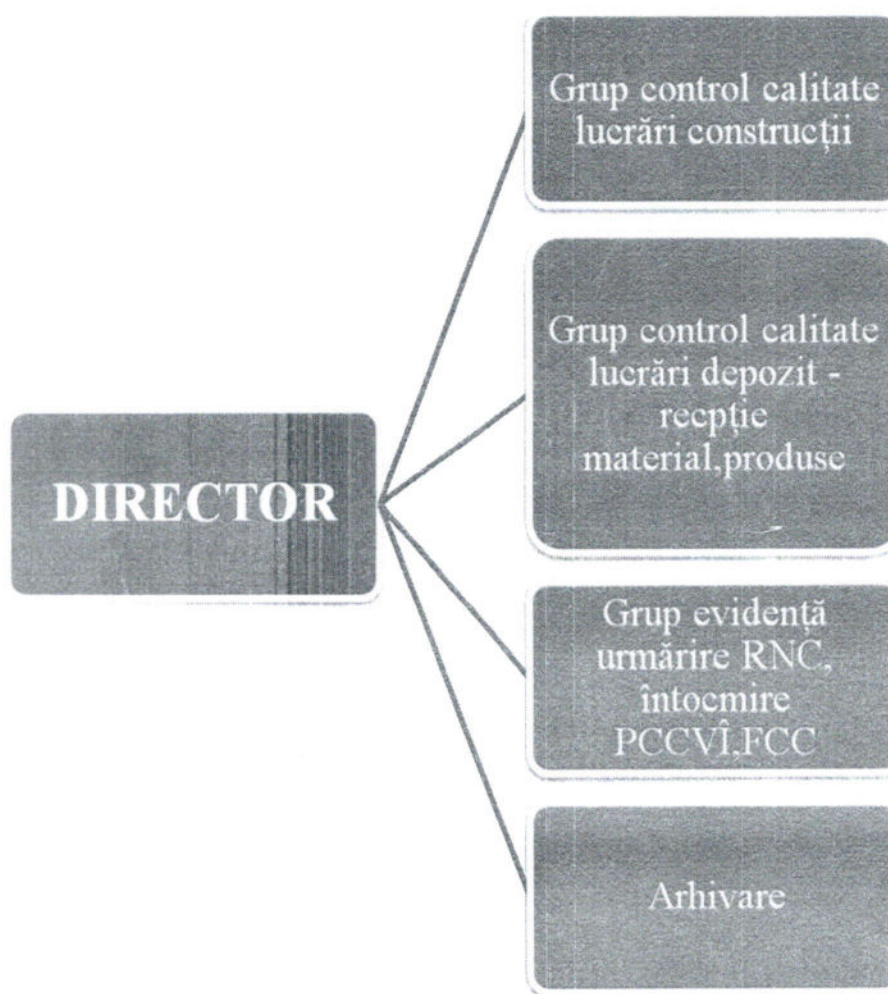 Grup control calitate
lucrări construcții
Grup control calitate
lucrări depozit -
recpție
material,produse
DIRECTOR
Grup evidență
urmărire RNC,
întocmire
PCCVÎ,FCC
Arhivare